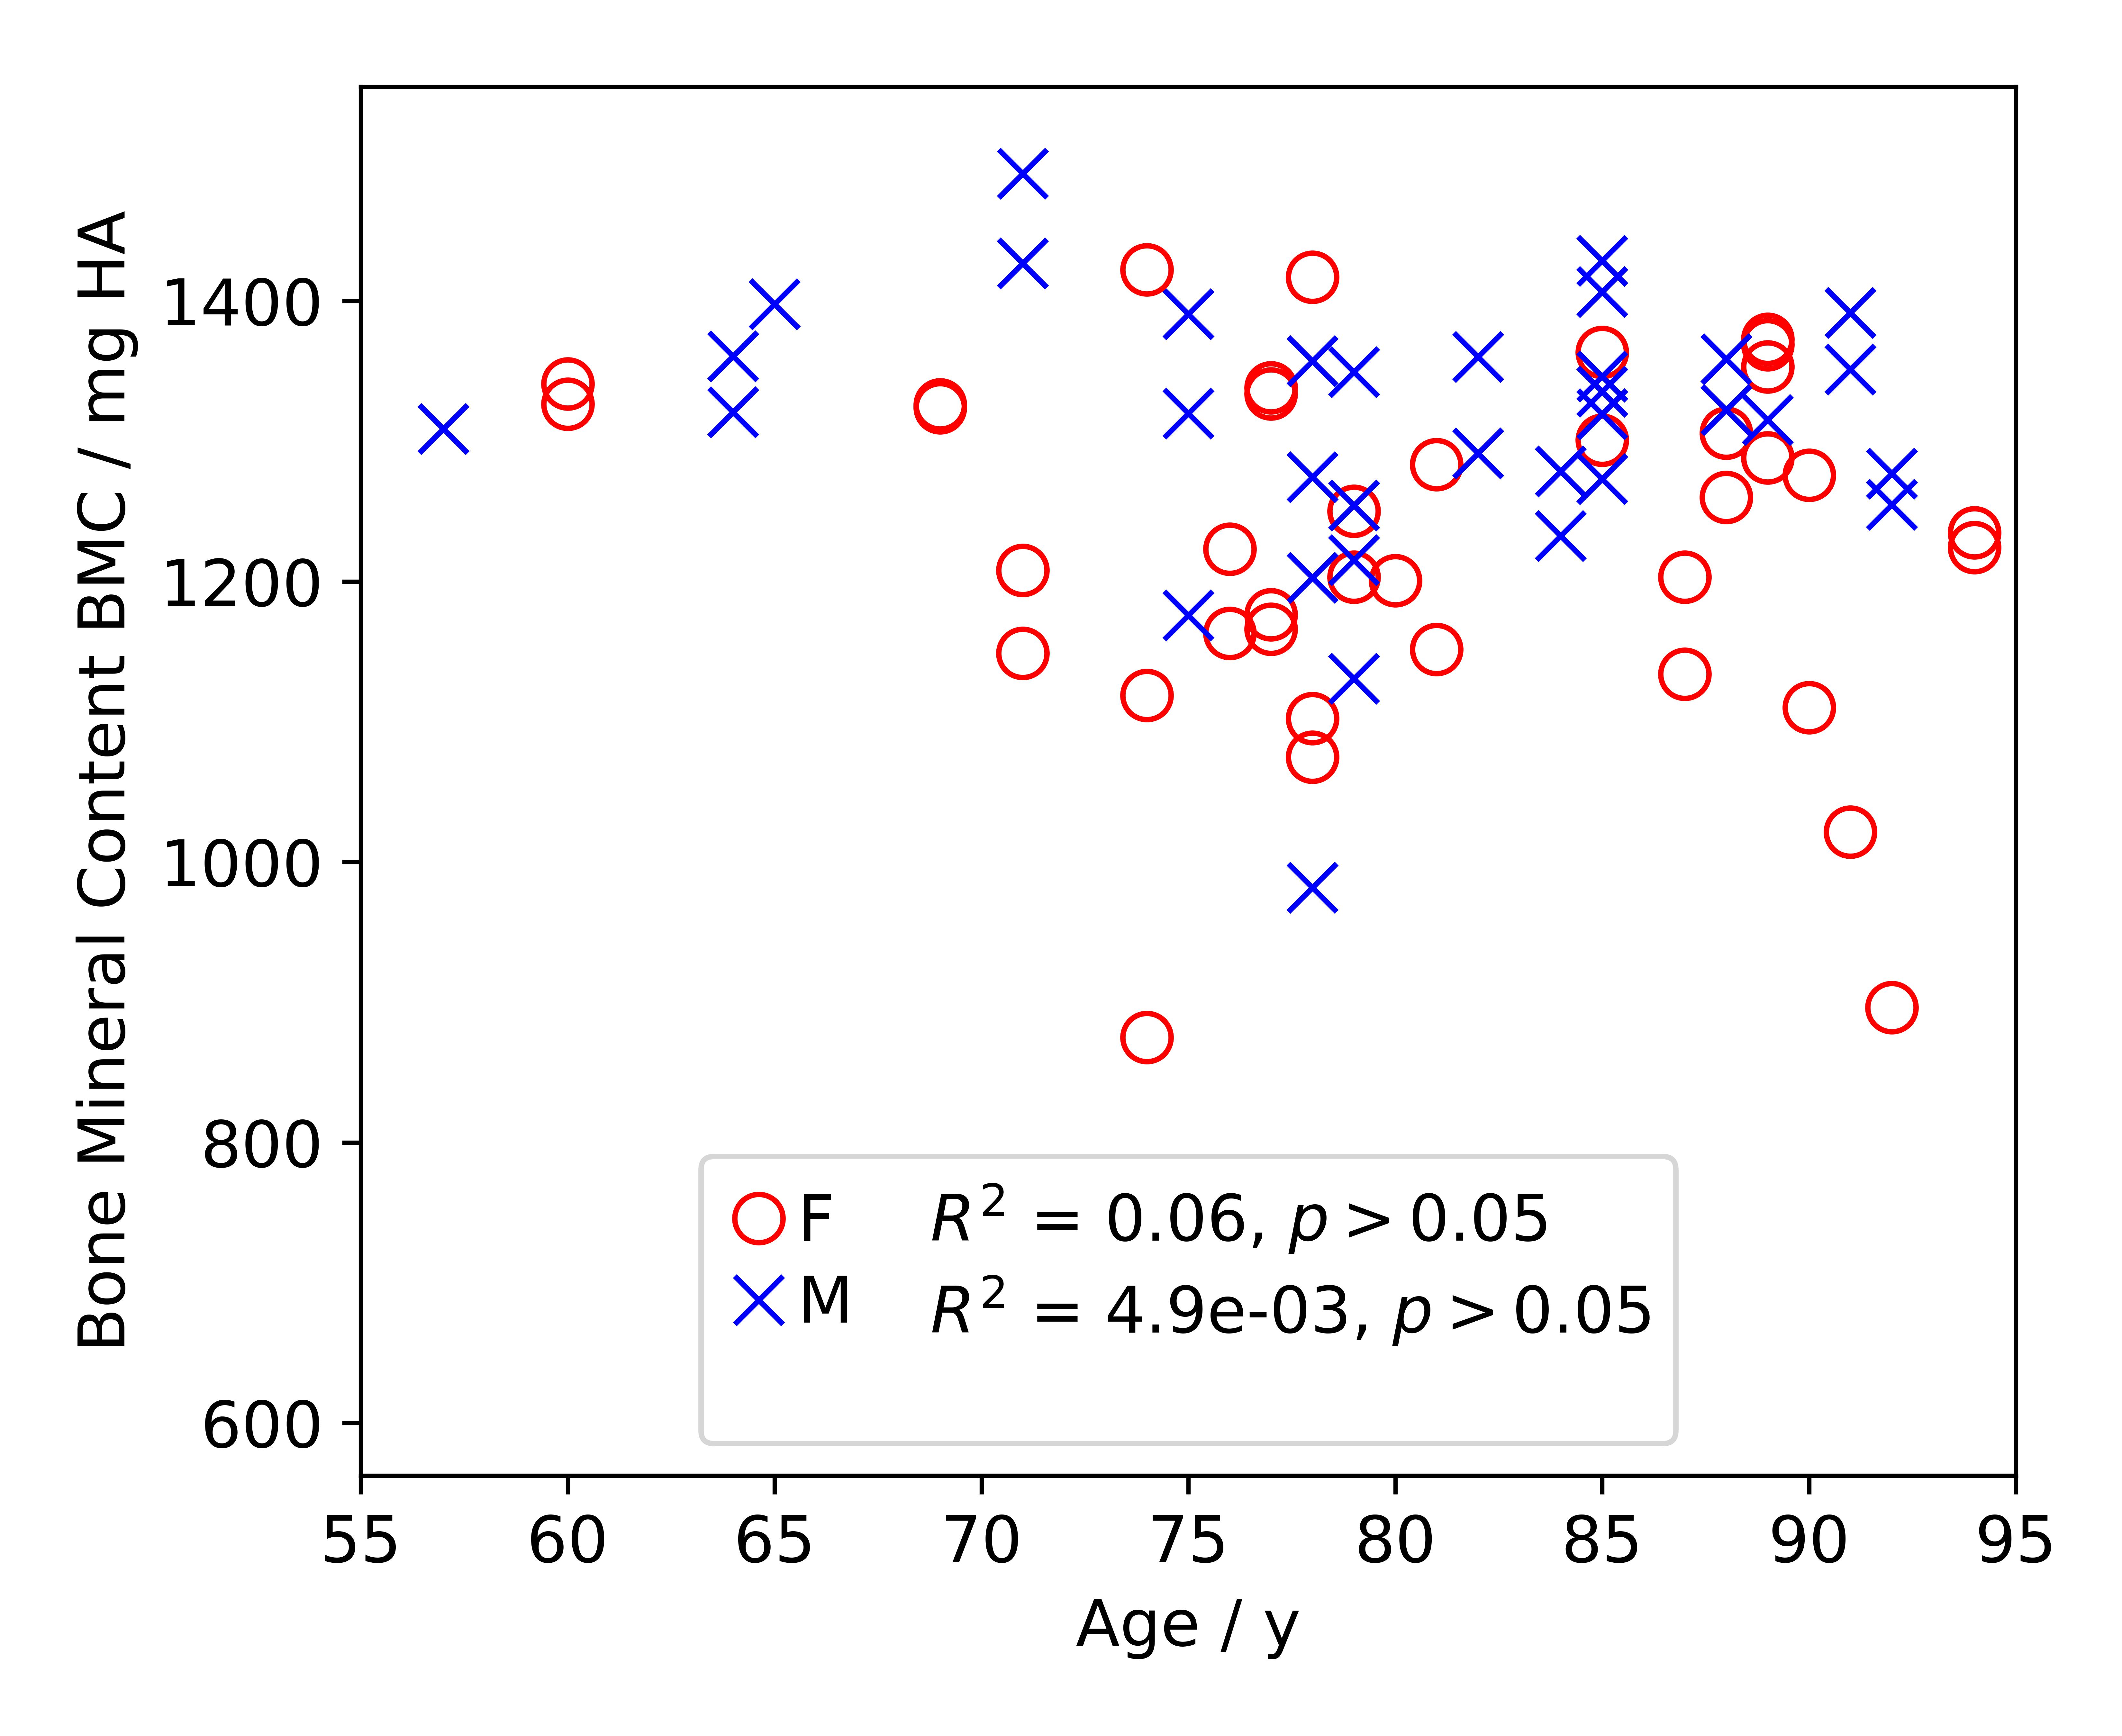 Bone Mineral Content BMC / mg HA
1400
1200
1000
800
600
F R² = 0.06, p > 0.05
M R² = 4.9e-03, p > 0.05
55 60 65 70 75 80 85 90 95
Age / y